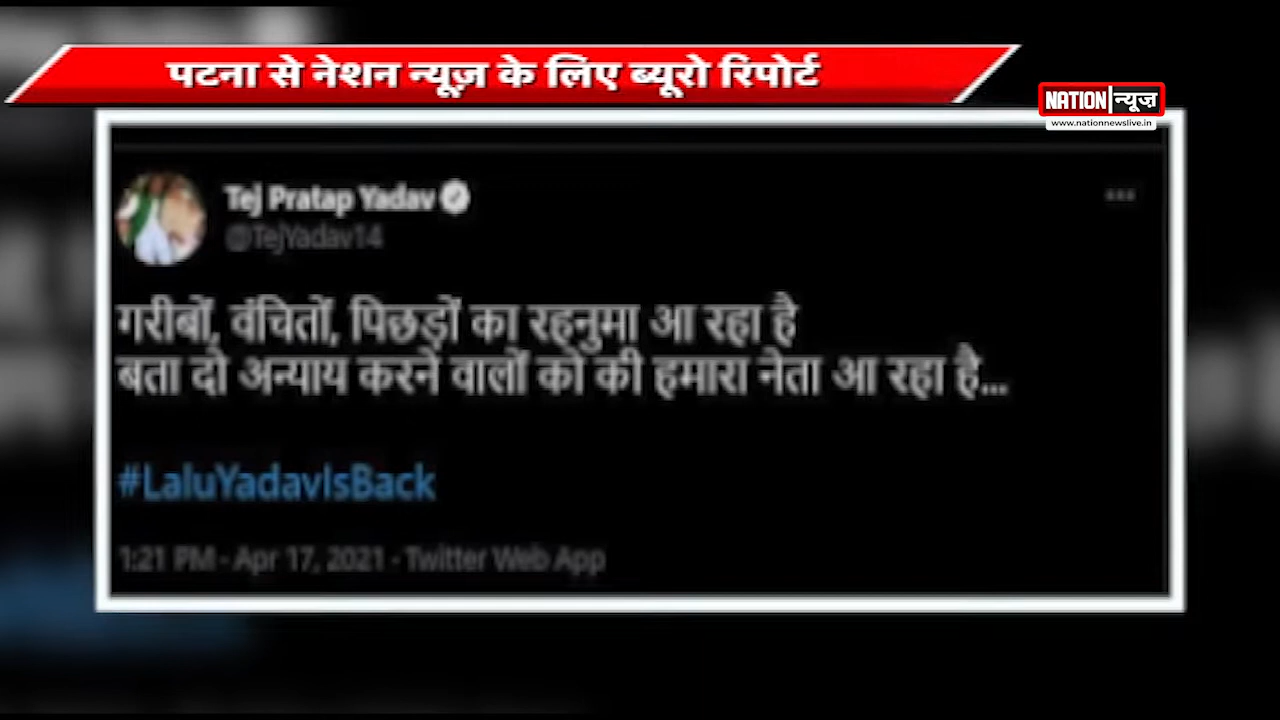 पटना से नेशन न्यूज़ के लिए ब्यूरो रिपोर्ट
NATION न्यूज़
www.nationnewslive.in
Tej Pratap Yadav
@TejYadav14
गरीबों, वंचितों, पिछड़ों का रहनुमा आ रहा है
बता दो अन्याय करने वालों को की हमारा नेता आ रहा है...
#LaluYadavIsBack
1:21 PM - Apr 17, 2021 - Twitter Web App